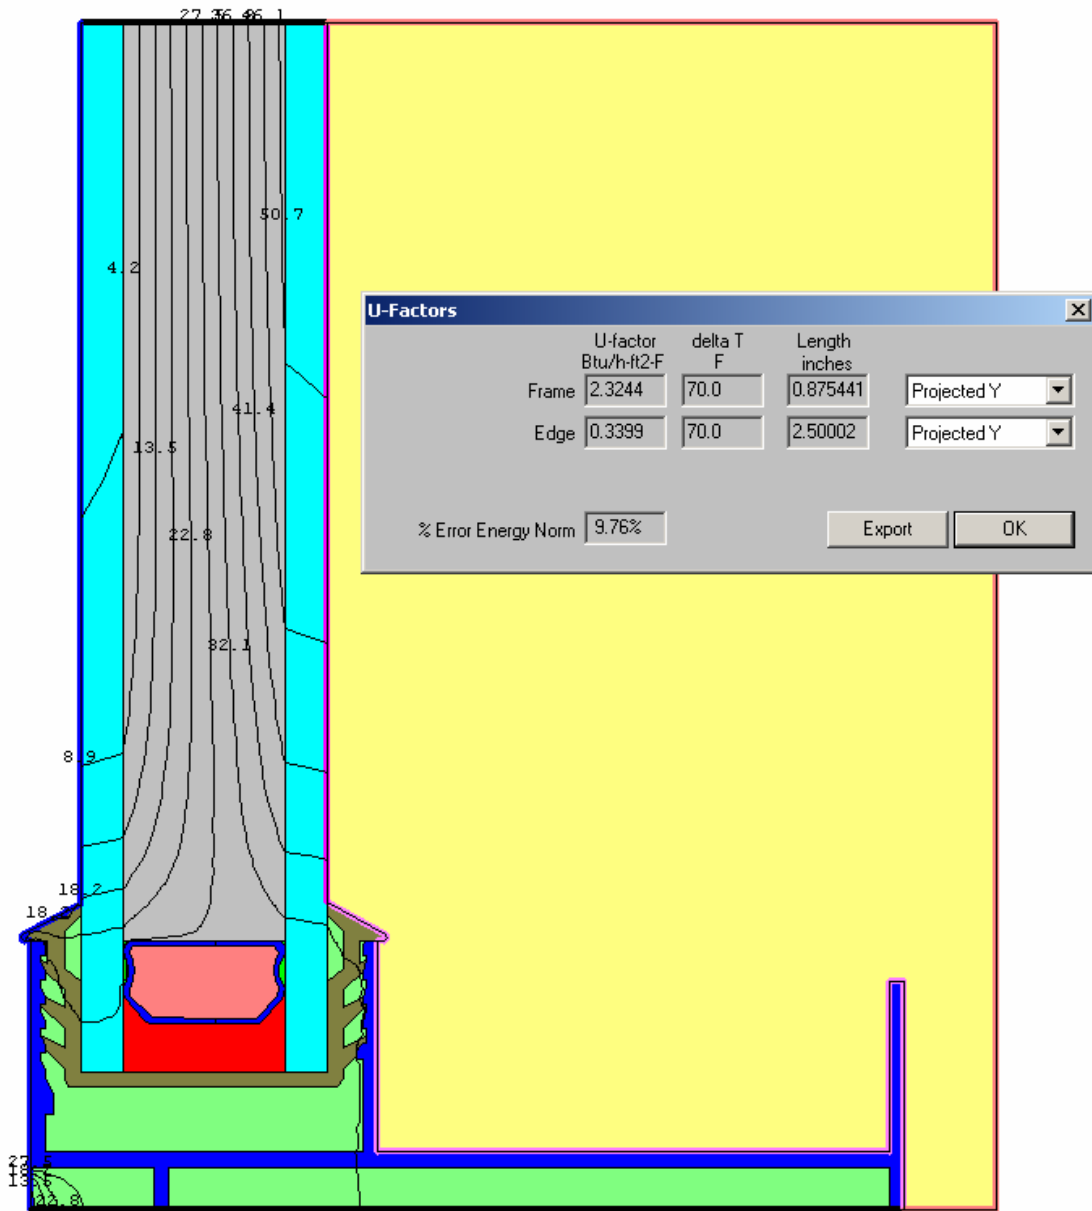 50.7
4.2
U-Factors
U-factor delta T Length
Btu/h-ft2-F F inches
Frame 2.3244 70.0 0.875441 Projected Y
Edge 0.3399 70.0 2.50002 Projected Y
41.4
13.5
22.8
% Error Energy Norm 9.76% Export OK
32.1
8.9
18.2